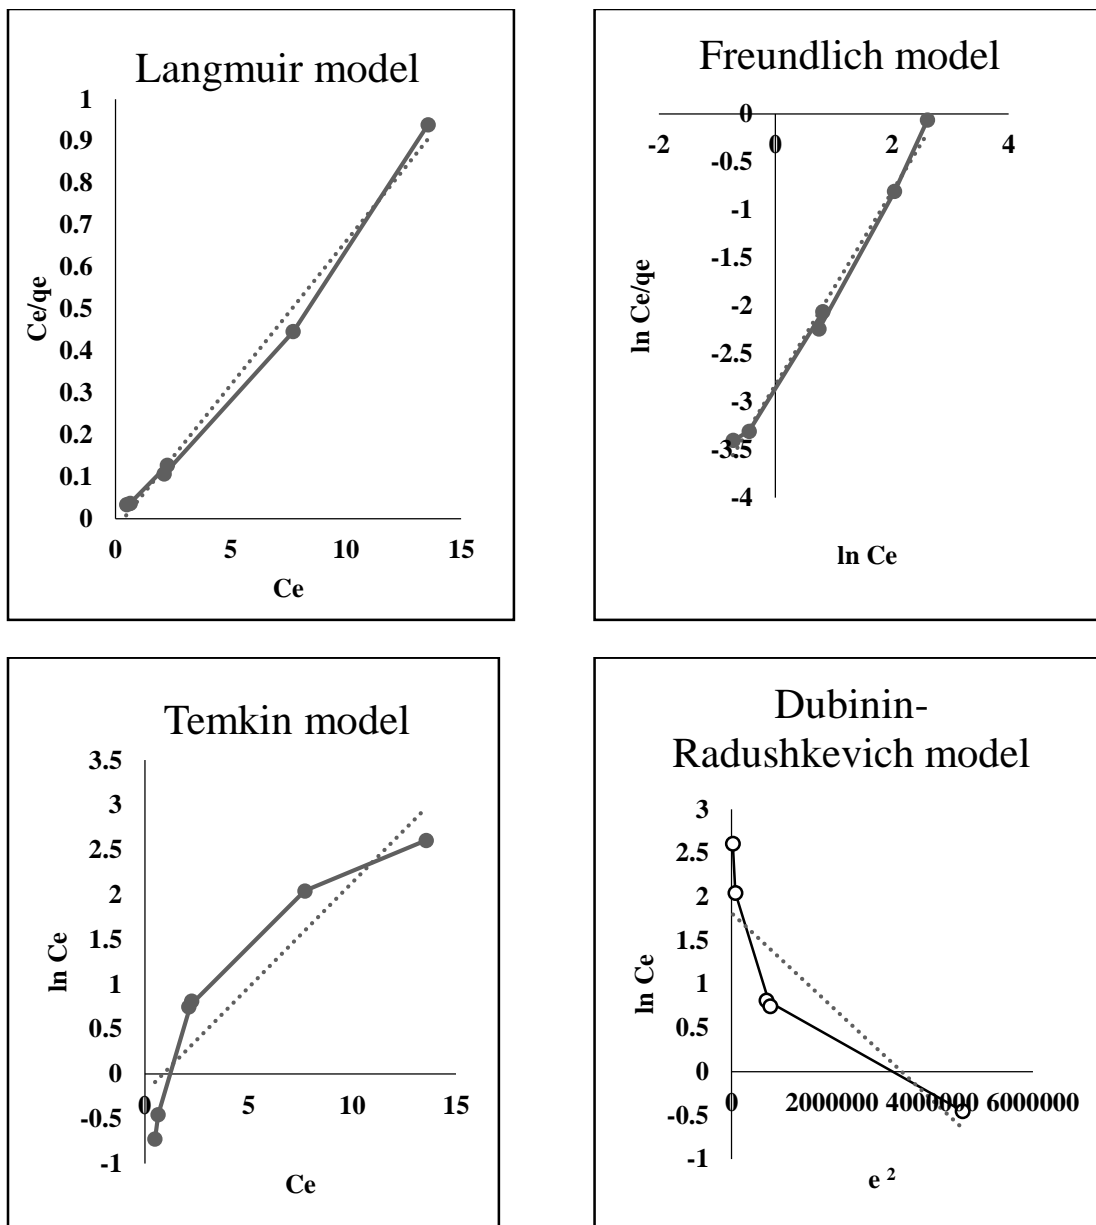 Langmuir model
1
0.9
0.8
0.7
0.6
0.5
0.4
0.3
0.2
0.1
0
0 5 10 15
Ce/qe
Ce
Freundlich model
-2 0 2 4
0
-0.5
-1
-1.5
-2
-2.5
-3
-3.5
-4
ln Ce/qe
ln Ce
Temkin model
3.5
3
2.5
2
1.5
1
0.5
0
-0.5
-1
0 5 10 15
ln Ce
Ce
Dubinin-
Radushkevich model
3
2.5
2
1.5
1
0.5
0
-0.5
-1
0 2000000 4000000 6000000
ln Ce
e ²